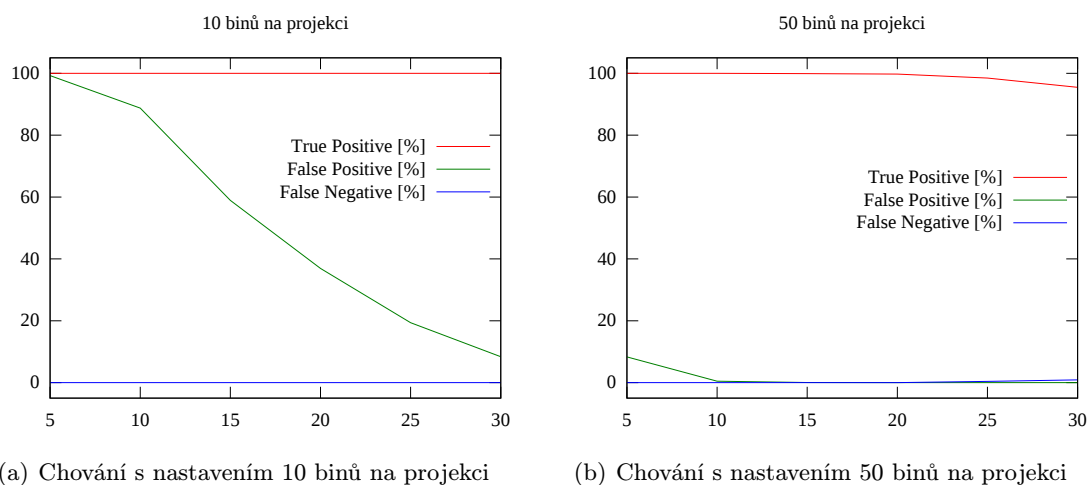 10 binů na projekci
100
80
60
40
20
0
5 10 15 20 25 30
True Positive [%]
False Positive [%]
False Negative [%]
(a) Chování s nastavením 10 binů na projekci
50 binů na projekci
100
80
60
40
20
0
5 10 15 20 25 30
True Positive [%]
False Positive [%]
False Negative [%]
(b) Chování s nastavením 50 binů na projekci